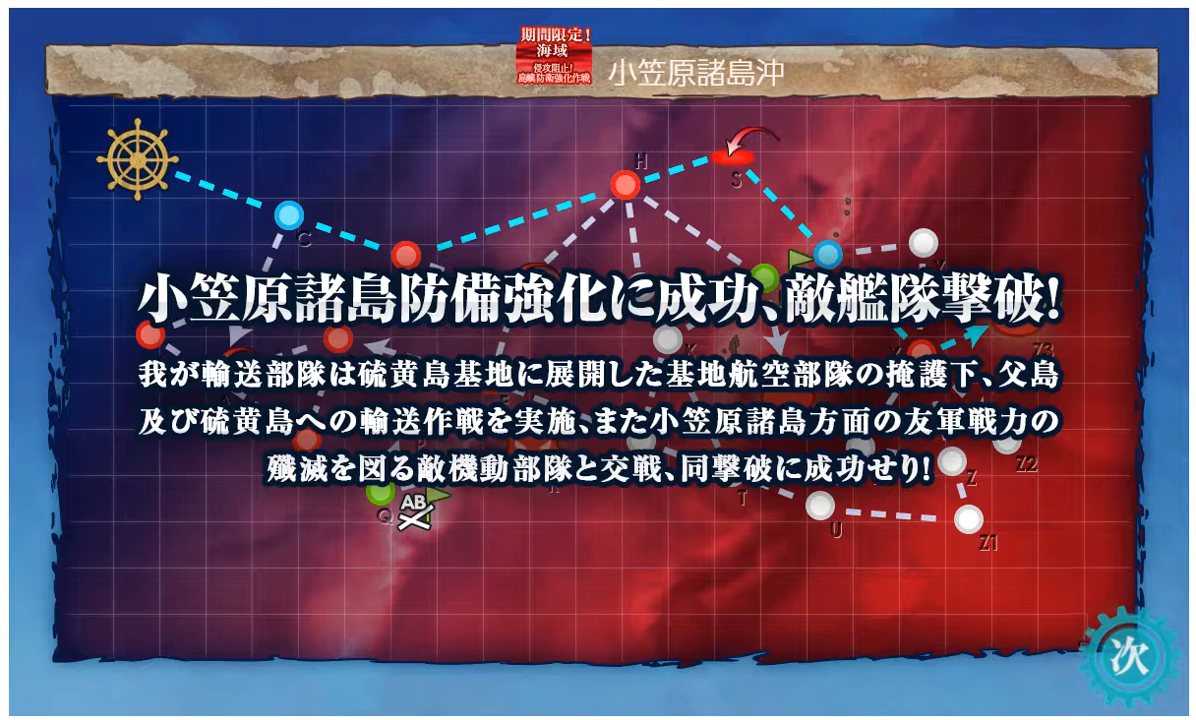 期間限定!
海域
侵攻阻止!
島嶼防衛強化作戦
小笠原諸島沖
H
S
C
小笠原諸島防備強化に成功、敵艦隊撃破!
K
Z3
我が輸送部隊は硫黄島基地に展開した基地航空部隊の掩護下、父島
及び硫黄島への輸送作戦を実施、また小笠原諸島方面の友軍戦力の
殲滅を図る敵機動部隊と交戦、同撃破に成功せり!
Z2
Z
AB
Q
T
U
Z1
次